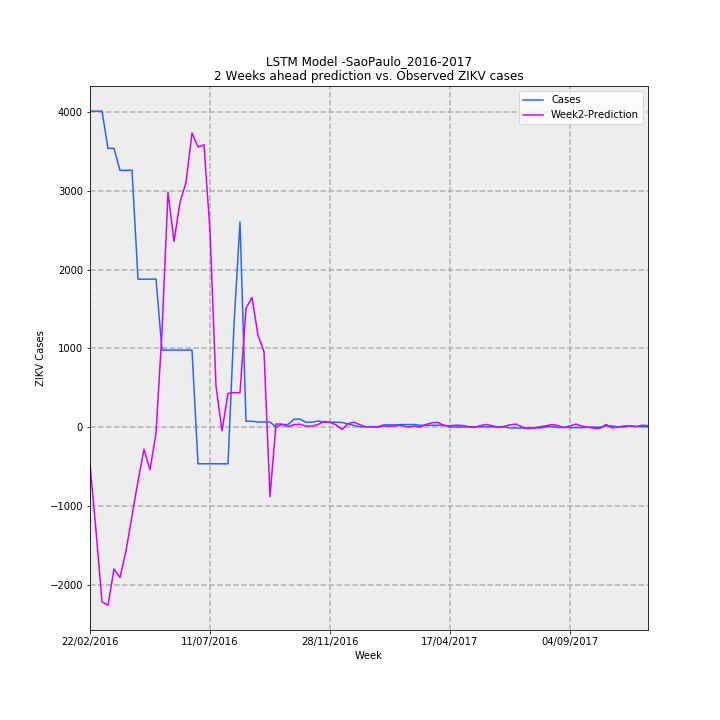 LSTM Model -SaoPaulo_2016-2017
2 Weeks ahead prediction vs. Observed ZIKV cases
Cases
Week2-Prediction
4000
3000
2000
1000
0
−1000
−2000
ZIKV Cases
22/02/2016 11/07/2016 28/11/2016 17/04/2017 04/09/2017
Week